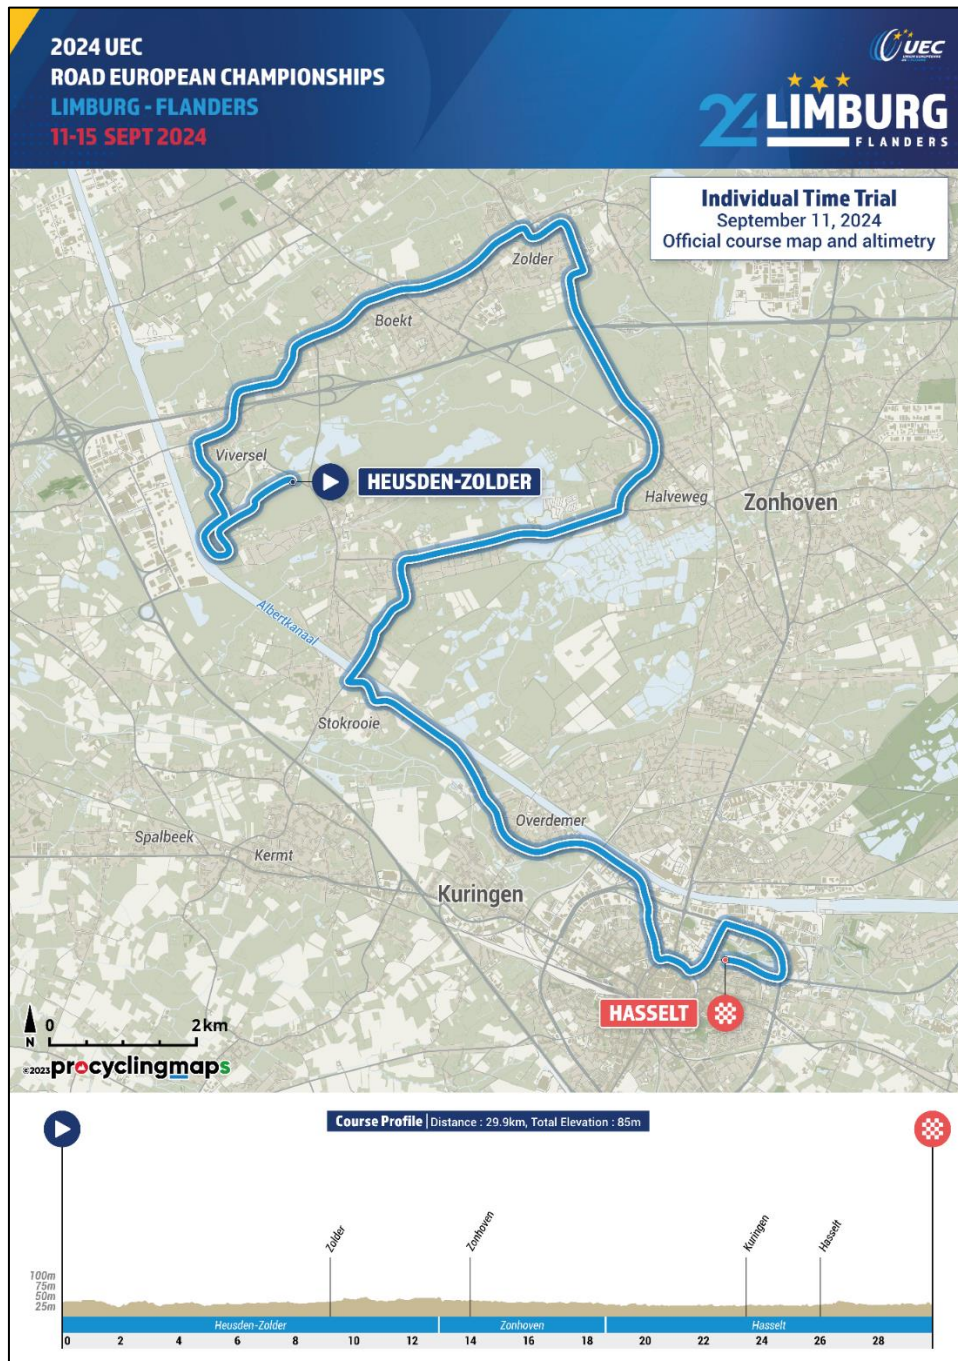 2024 UEC
ROAD EUROPEAN CHAMPIONSHIPS
LIMBURG - FLANDERS
11-15 SEPT 2024
UEC
24 LIMBURG
FLANDERS
Individual Time Trial
September 11, 2024
Official course map and altimetry
Zolder
Boekt
Viversel
HEUSDEN-ZOLDER
Halveweg
Zonhoven
Albertkanaal
Stokrooie
Overdemer
Spalbeek
Kermt
Kuringen
HASSELT
N
0 2km
©2023 procyclingmaps
Course Profile | Distance : 29.9km, Total Elevation : 85m
Zolder
Zonhoven
Kuringen
Hasselt
100m
75m
50m
25m
Heusden-Zolder Zonhoven Hasselt
0 2 4 6 8 10 12 14 16 18 20 22 24 26 28